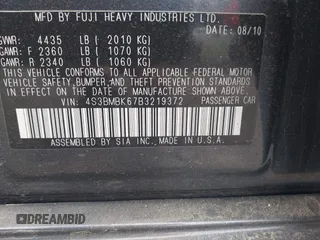 MFD BY FUJI HEAVY INDUSTRIES LTD.
DATE: 08/10
GVWR: 4435 LB ( 2010 KG)
GAWR: F 2360 LB ( 1070 KG)
GAWR: R 2340 LB ( 1060 KG)
THIS VEHICLE CONFORMS TO ALL APPLICABLE FEDERAL MOTOR
VEHICLE SAFETY, BUMPER, AND THEFT PREVENTION STANDARDS
IN EFFECT ON THE DATE OF MANUFACTURE SHOWN ABOVE.
VIN: 4S3BMBK67B3219372 PASSENGER CAR
ASSEMBLED BY SIA INC., MADE IN U.S.A.
DREAMBID